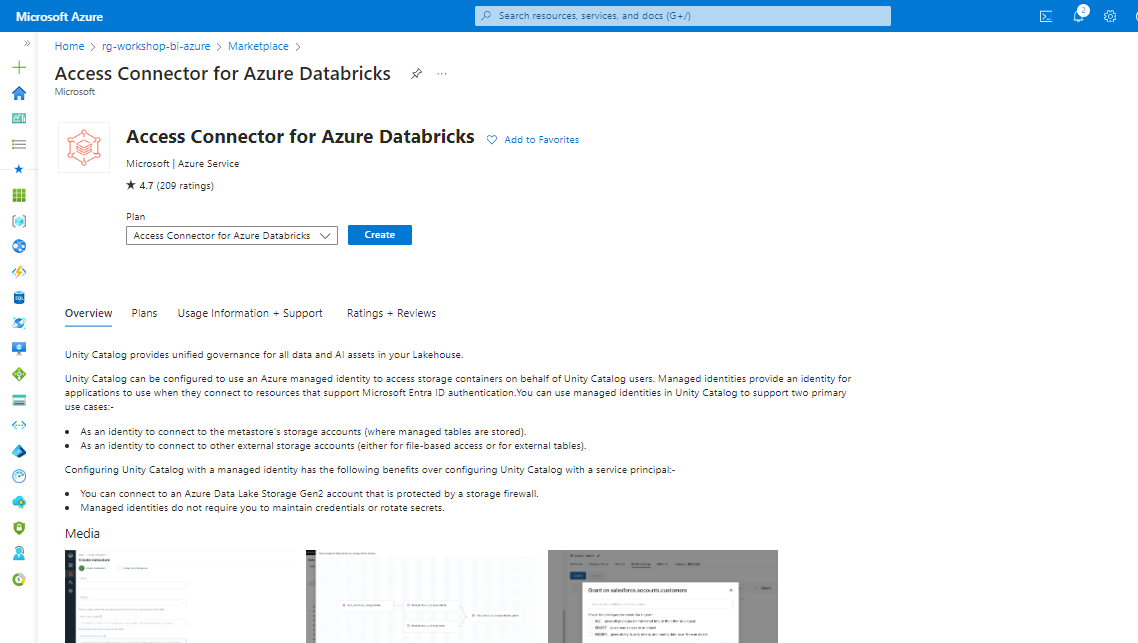 Microsoft Azure
Search resources, services, and docs (G+/)
2
Home > rg-workshop-bi-azure > Marketplace >
Access Connector for Azure Databricks
Microsoft
Access Connector for Azure Databricks
Add to Favorites
Microsoft | Azure Service
★ 4.7 (209 ratings)
Plan
Access Connector for Azure Databricks
Create
Overview Plans Usage Information + Support Ratings + Reviews
Unity Catalog provides unified governance for all data and AI assets in your Lakehouse.
Unity Catalog can be configured to use an Azure managed identity to access storage containers on behalf of Unity Catalog users. Managed identities provide an identity for
applications to use when they connect to resources that support Microsoft Entra ID authentication.You can use managed identities in Unity Catalog to support two primary
use cases:-
• As an identity to connect to the metastore's storage accounts (where managed tables are stored).
• As an identity to connect to other external storage accounts (either for file-based access or for external tables).
Configuring Unity Catalog with a managed identity has the following benefits over configuring Unity Catalog with a service principal:-
• You can connect to an Azure Data Lake Storage Gen2 account that is protected by a storage firewall.
• Managed identities do not require you to maintain credentials or rotate secrets.
Media
Grant on salesforce.accounts.customers